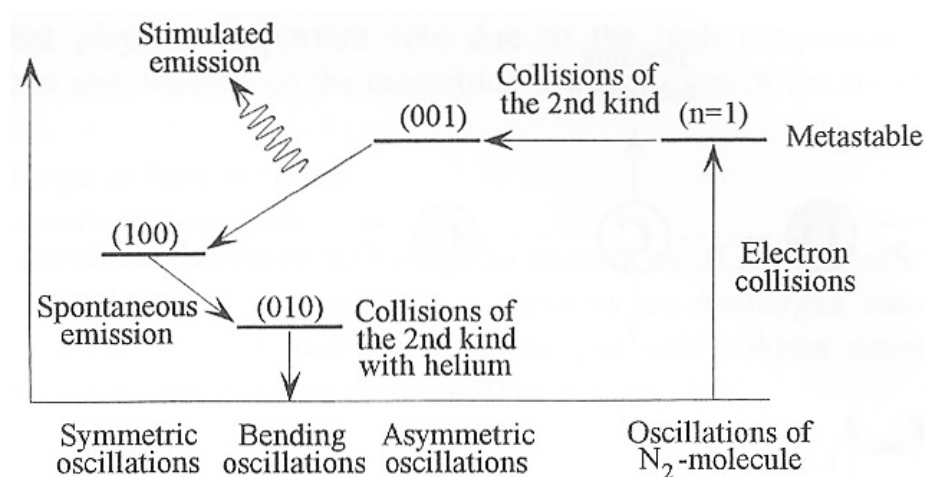 Stimulated
emission
Collisions of
the 2nd kind
(001)
(n=1)
Metastable
(100)
Electron
collisions
Spontaneous
emission
(010)
Collisions of
the 2nd kind
with helium
Symmetric
oscillations
Bending
oscillations
Asymmetric
oscillations
Oscillations of
N₂-molecule